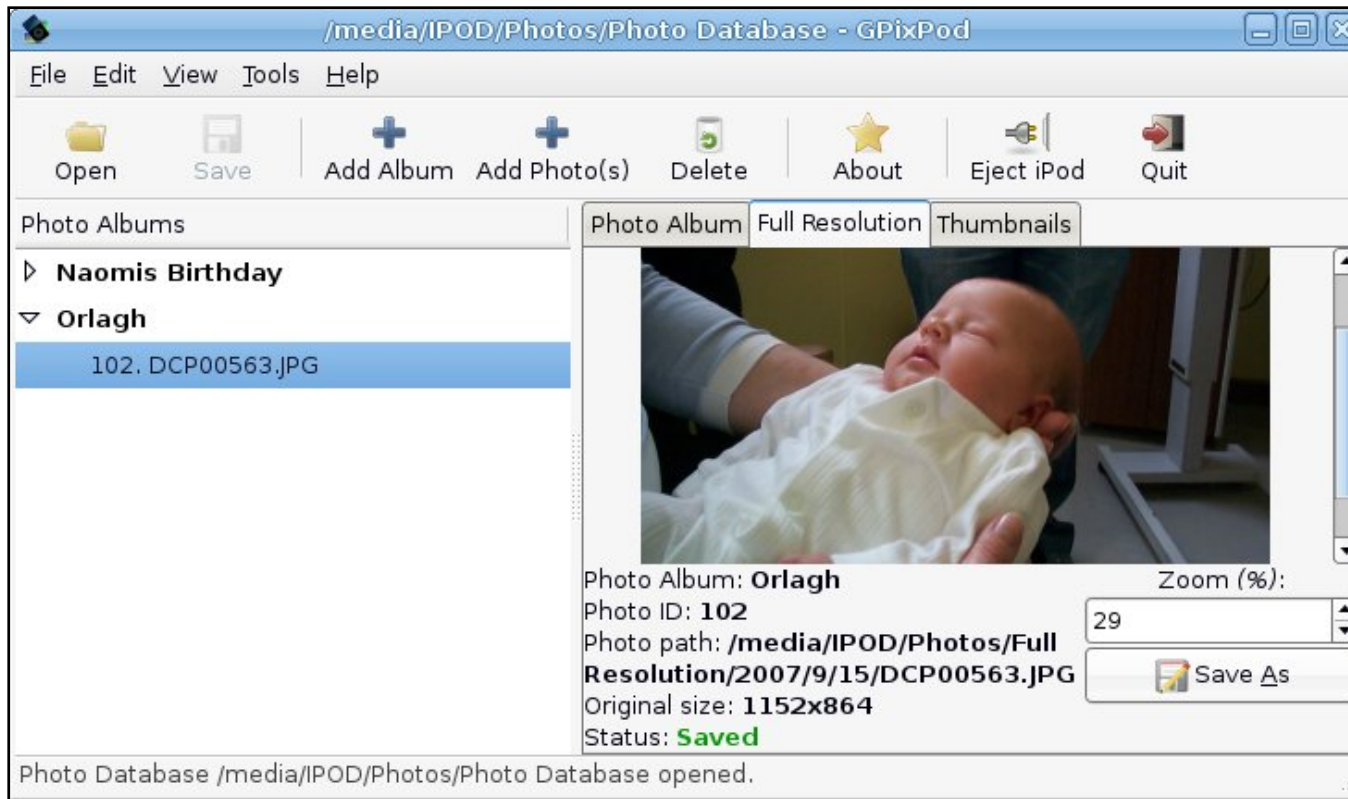 /media/IPOD/Photos/Photo Database - GPixPod
File Edit View Tools Help
Open Save Add Album Add Photo(s) Delete About Eject iPod Quit
Photo Albums
Photo Album Full Resolution Thumbnails
Naomis Birthday
Orlagh
102. DCP00563.JPG
Photo Album: Orlagh
Photo ID: 102
Photo path: /media/IPOD/Photos/Full
Resolution/2007/9/15/DCP00563.JPG
Original size: 1152x864
Status: Saved
Zoom (%):
29
Save As
Photo Database /media/IPOD/Photos/Photo Database opened.